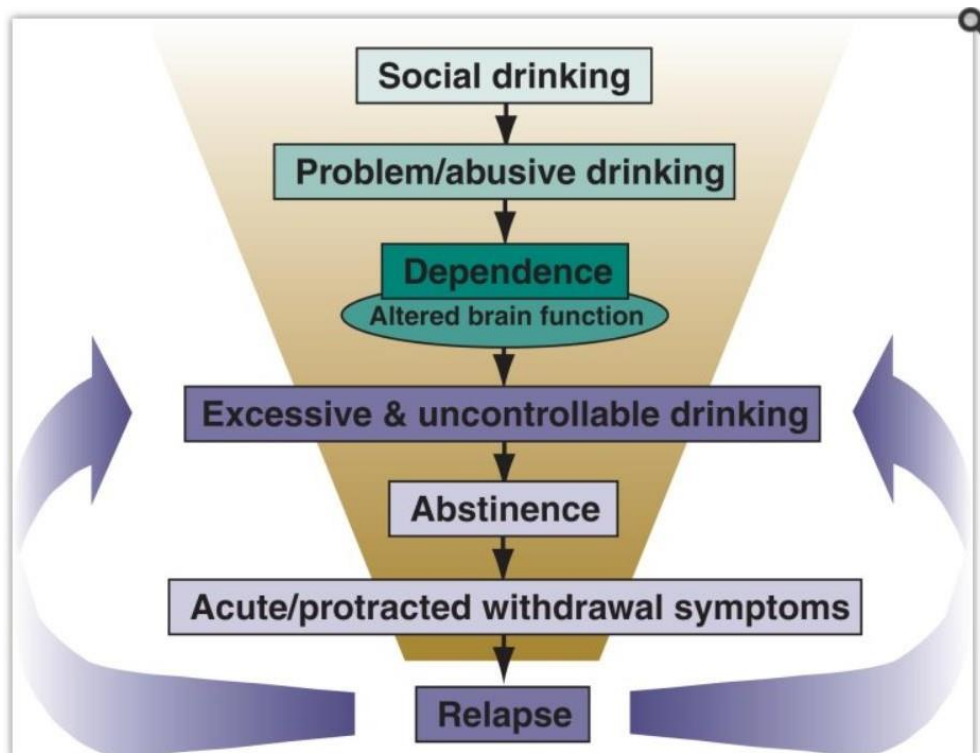 Social drinking
Problem/abusive drinking
Dependence
Altered brain function
Excessive & uncontrollable drinking
Abstinence
Acute/protracted withdrawal symptoms
Relapse